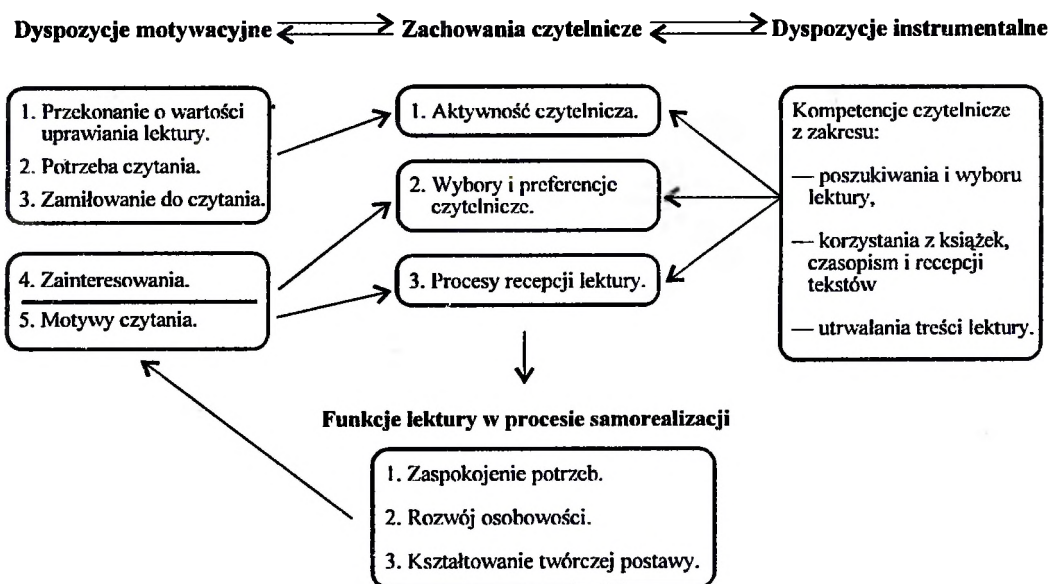 Dyspozycje motywacyjne
Zachowania czytelnicze
Dyspozycje instrumentalne
1. Przekonanie o wartości
uprawiania lektury.
2. Potrzeba czytania.
3. Zamiłowanie do czytania.
4. Zainteresowania.
5. Motywy czytania.
1. Aktywność czytelnicza.
2. Wybory i preferencje
czytelnicze.
3. Procesy recepcji lektury.
Kompetencje czytelnicze
z zakresu:
— poszukiwania i wyboru
lektury,
— korzystania z książek,
czasopism i recepcji
tekstów
— utrwalania treści lektury.
Funkcje lektury w procesie samorealizacji
1. Zaspokojenie potrzeb.
2. Rozwój osobowości.
3. Kształtowanie twórczej postawy.